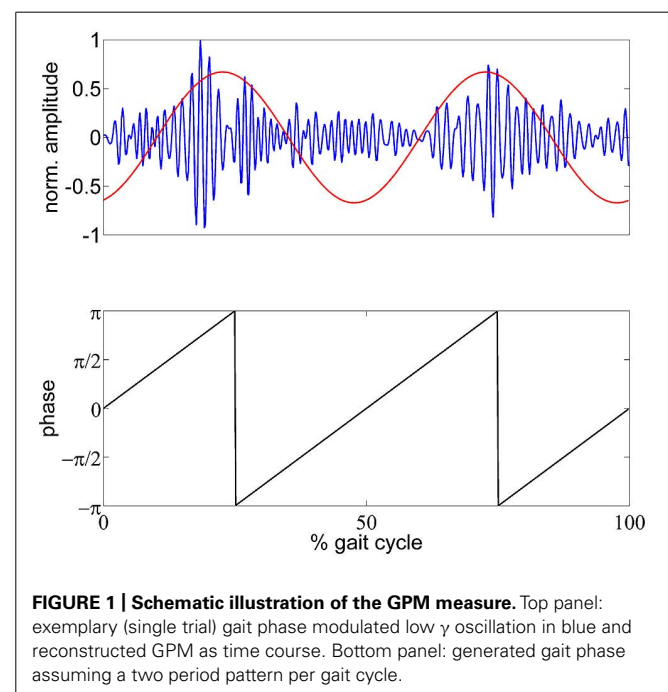 1
0.5
0
-0.5
-1
norm. amplitude
π
π/2
0
−π/2
−π
phase
0
50
100
% gait cycle
FIGURE 1 | Schematic illustration of the GPM measure. Top panel:
exemplary (single trial) gait phase modulated low γ oscillation in blue and
reconstructed GPM as time course. Bottom panel: generated gait phase
assuming a two period pattern per gait cycle.